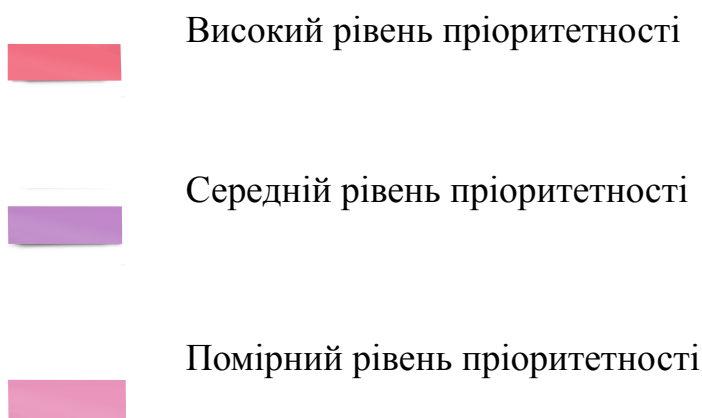 Високий рівень пріоритетності
Середній рівень пріоритетності
Помірний рівень пріоритетності